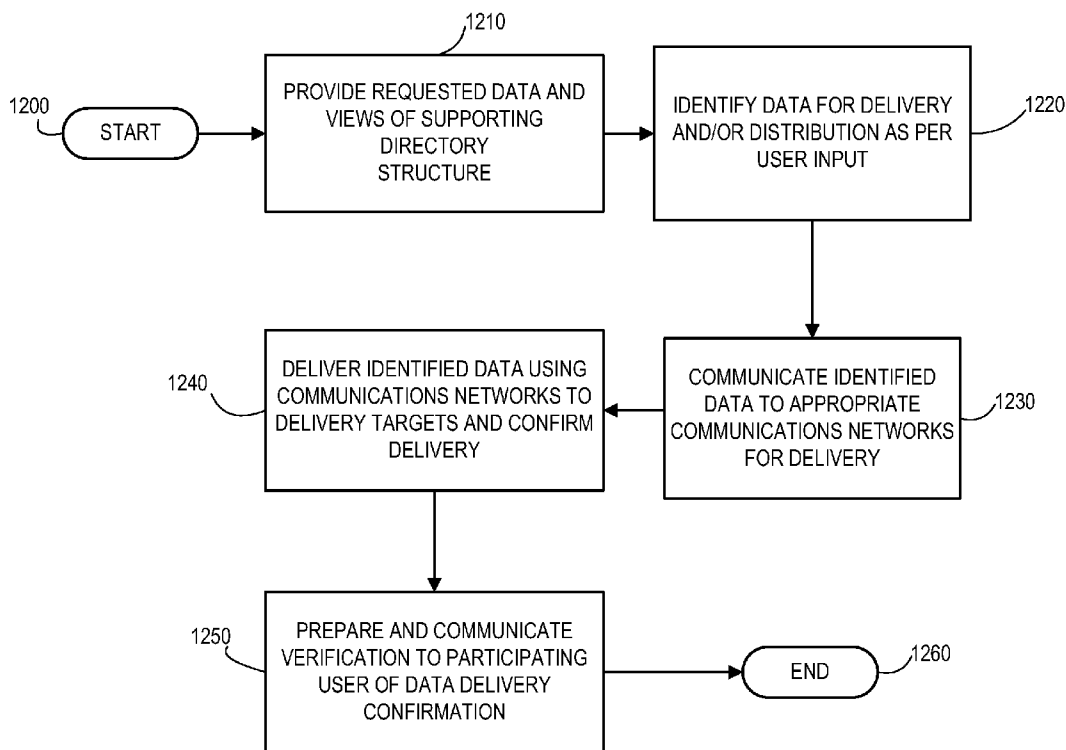 1200
START
1210
PROVIDE REQUESTED DATA AND
VIEWS OF SUPPORTING
DIRECTORY
STRUCTURE
IDENTIFY DATA FOR DELIVERY
AND/OR DISTRIBUTION AS PER
USER INPUT
1220
COMMUNICATE IDENTIFIED
DATA TO APPROPRIATE
COMMUNICATIONS NETWORKS
FOR DELIVERY
1230
1240
DELIVER IDENTIFIED DATA USING
COMMUNICATIONS NETWORKS TO
DELIVERY TARGETS AND CONFIRM
DELIVERY
1250
PREPARE AND COMMUNICATE
VERIFICATION TO PARTICIPATING
USER OF DATA DELIVERY
CONFIRMATION
END
1260